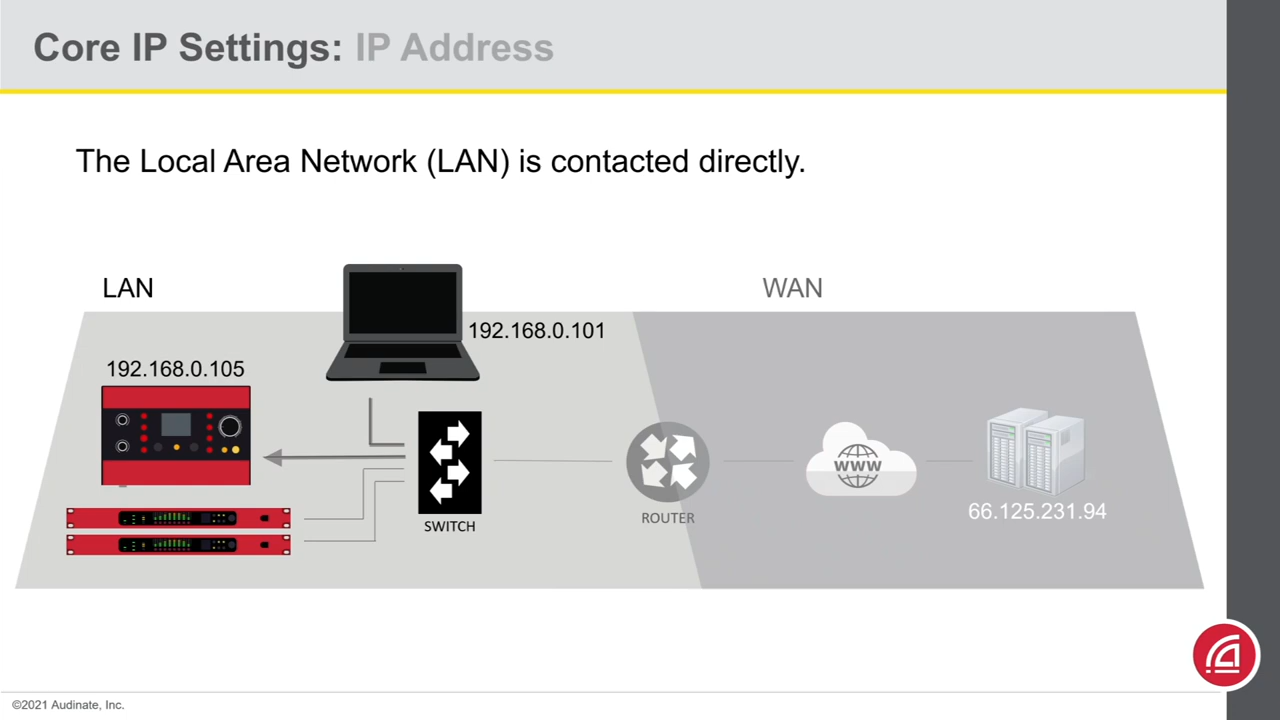 Core IP Settings: IP Address
The Local Area Network (LAN) is contacted directly.
LAN
WAN
192.168.0.101
192.168.0.105
WWW
66.125.231.94
ROUTER
SWITCH
©2021 Audinate, Inc.